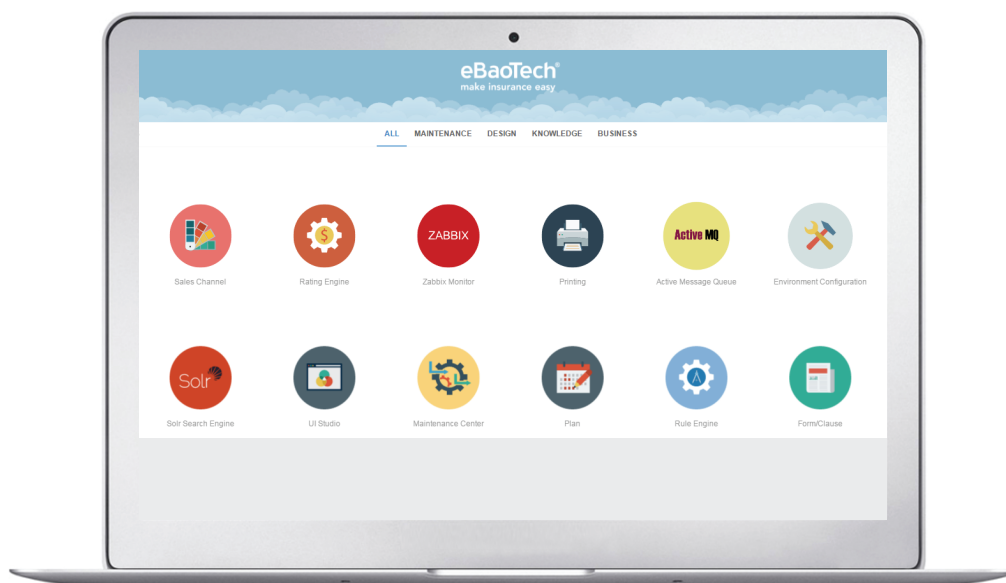 eBaoTech®
make insurance easy
ALL MAINTENANCE DESIGN KNOWLEDGE BUSINESS
ZABBIX
Active MQ
Sales Channel Rating Engine Zabbix Monitor Printing Active Message Queue Environment Configuration
Solr
Solr Search Engine UI Studio Maintenance Center Plan Rule Engine Form/Clause